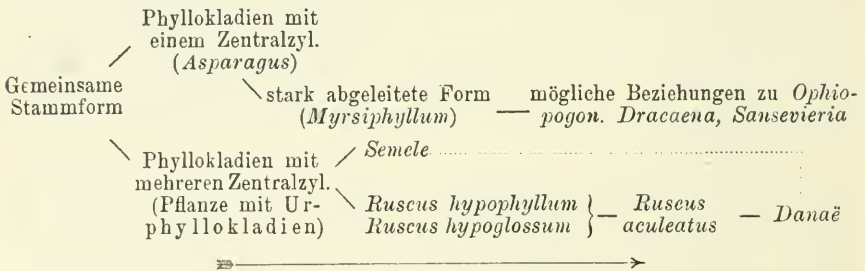 Phyllokladien mit
einem Zentralzyl.
(Asparagus)
Gemeinsame
Stammform
stark abgeleitete Form
(Myrsiphyllum)
— mögliche Beziehungen zu Ophio-
pogon. Dracaena, Sansevieria
Phyllokladien mit
mehreren Zentralzyl.
(Pflanze mit Ur-
phyllokladien)
Semele
Ruscus hypophyllum
Ruscus hypoglossum
} — Ruscus
aculeatus
— Danaë